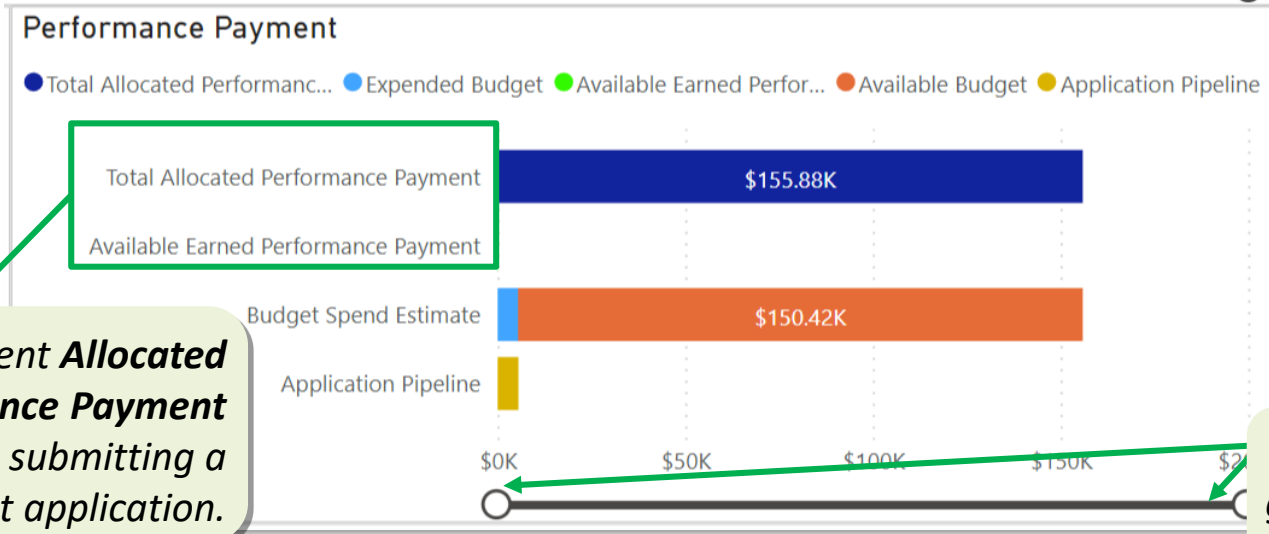 Performance Payment
Total Allocated Performanc... Expended Budget Available Earned Perfor... Available Budget Application Pipeline
Total Allocated Performance Payment
$155.88K
Available Earned Performance Payment
Budget Spend Estimate
$150.42K
Application Pipeline
$0K $50K $100K $150K
ent Allocated
nce Payment
submitting a
t application.